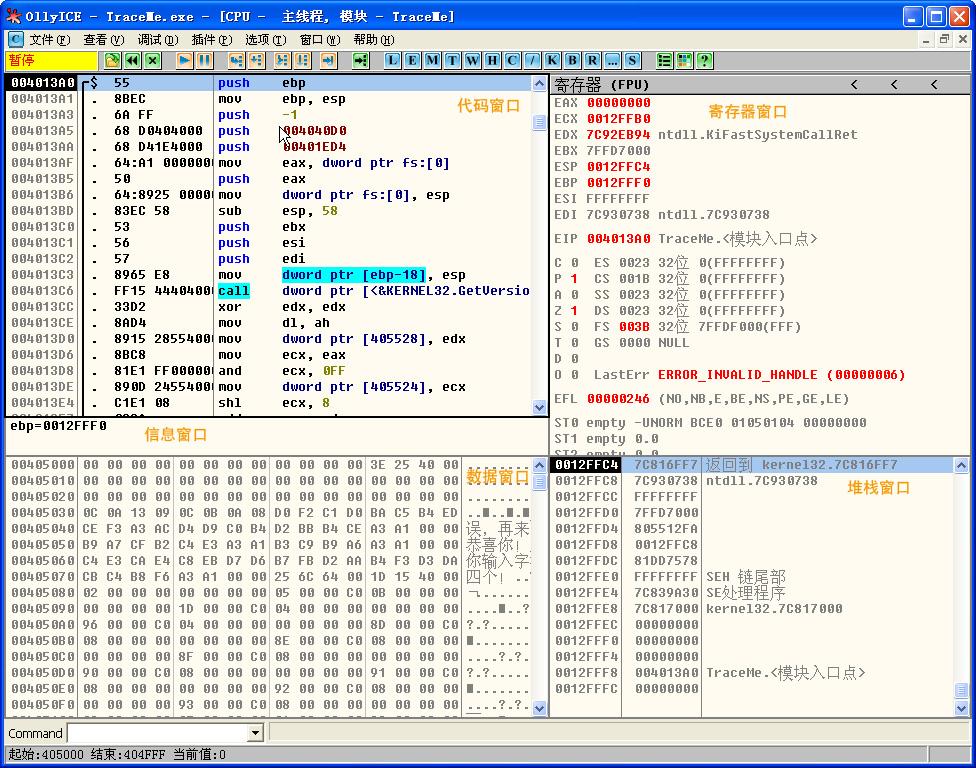 OllyICE - TraceMe.exe - [CPU - 主线程, 模块 - TraceMe]
文件(F) 查看(V) 调试(D) 插件(P) 选项(T) 窗口(W) 帮助(H)
暂停 L E M T W H C / K B R ... S ?
004013A0 $ 55 push ebp
004013A1 . 8BEC mov ebp, esp
004013A3 . 6A FF push -1
004013A5 . 68 D0404000 push 004040D0
004013AA . 68 D41E4000 push 00401ED4
004013AF . 64:A1 0000000 mov eax, dword ptr fs:[0]
004013B5 . 50 push eax
004013B6 . 64:8925 0000 mov dword ptr fs:[0], esp
004013BD . 83EC 58 sub esp, 58
004013C0 . 53 push ebx
004013C1 . 56 push esi
004013C2 . 57 push edi
004013C3 . 8965 E8 mov dword ptr [ebp-18], esp
004013C6 . FF15 44404000 call dword ptr [<&KERNEL32.GetVersio
004013CC . 33D2 xor edx, edx
004013CE . 8AD4 mov dl, ah
004013D0 . 8915 28554000 mov dword ptr [405528], edx
004013D6 . 8BC8 mov ecx, eax
004013D8 . 81E1 FF000000 and ecx, 0FF
004013DE . 890D 24554000 mov dword ptr [405524], ecx
004013E4 . C1E1 08 shl ecx, 8
代码窗口
ebp=0012FFF0
信息窗口
寄存器 (FPU) < < <
EAX 00000000
ECX 0012FFB0
EDX 7C92EB94 ntdll.KiFastSystemCallRet
EBX 7FFD7000
ESP 0012FFC4
EBP 0012FFF0
ESI FFFFFFFF
EDI 7C930738 ntdll.7C930738
EIP 004013A0 TraceMe.<模块入口点>
C 0 ES 0023 32位 0(FFFFFFFF)
P 1 CS 001B 32位 0(FFFFFFFF)
A 0 SS 0023 32位 0(FFFFFFFF)
Z 1 DS 0023 32位 0(FFFFFFFF)
S 0 FS 003B 32位 7FFDF000(FFF)
T 0 GS 0000 NULL
D 0
O 0 LastErr ERROR_INVALID_HANDLE (00000006)
EFL 00000246 (NO,NB,E,BE,NS,PE,GE,LE)
ST0 empty -UNORM BCE0 01050104 00000000
ST1 empty 0.0
ST2 empty 0.0
寄存器窗口
00405000 00 00 00 00 00 00 00 00 00 00 00 00 3E 25 40 00
00405010 00 00 00 00 00 00 00 00 00 00 00 00 00 00 00 00
00405020 00 00 00 00 00 00 00 00 00 00 00 00 00 00 00 00
00405030 0C 0A 13 09 0C 0B 0A 08 D0 F2 C1 D0 BA C5 B4 ED
00405040 CE F3 A3 AC D4 D9 C0 B4 D2 BB B4 CE A3 A1 00 00 误，再来
00405050 B9 A7 CF B2 C4 E3 A3 A1 B3 C9 B9 A6 A3 A1 00 00 恭喜你！
00405060 C4 E3 CA E4 C8 EB D7 D6 B7 FB D2 AA B4 F3 D3 DA 你输入字
00405070 CB C4 B8 F6 A3 A1 00 00 25 6C 64 00 1D 15 40 00 四个！..
00405080 02 00 00 00 00 00 00 00 05 00 00 C0 0B 00 00 00
00405090 00 00 00 00 1D 00 00 C0 04 00 00 00 00 00 00 00
004050A0 96 00 00 C0 04 00 00 00 00 00 00 00 8D 00 00 C0
004050B0 08 00 00 00 00 00 00 00 8E 00 00 C0 08 00 00 00
004050C0 00 00 00 00 8F 00 00 C0 08 00 00 00 00 00 00 00
004050D0 90 00 00 C0 08 00 00 00 00 00 00 00 91 00 00 C0
004050E0 08 00 00 00 00 00 00 00 92 00 00 C0 08 00 00 00
004050F0 00 00 00 00 93 00 00 C0 08 00 00 00 00 00 00 00
数据窗口
0012FFC4 7C816FF7 返回到 kernel32.7C816FF7
0012FFC8 7C930738 ntdll.7C930738
0012FFCC FFFFFFFF
0012FFD0 7FFD7000
0012FFD4 805512FA
0012FFD8 0012FFC8
0012FFDC 81DD7578
0012FFE0 FFFFFFFF SEH 链尾部
0012FFE4 7C839A30 SE处理程序
0012FFE8 7C817000 kernel32.7C817000
0012FFEC 00000000
0012FFF0 00000000
0012FFF4 00000000
0012FFF8 004013A0 TraceMe.<模块入口点>
0012FFFC 00000000
堆栈窗口
Command
起始:405000 结束:404FFF 当前值:0